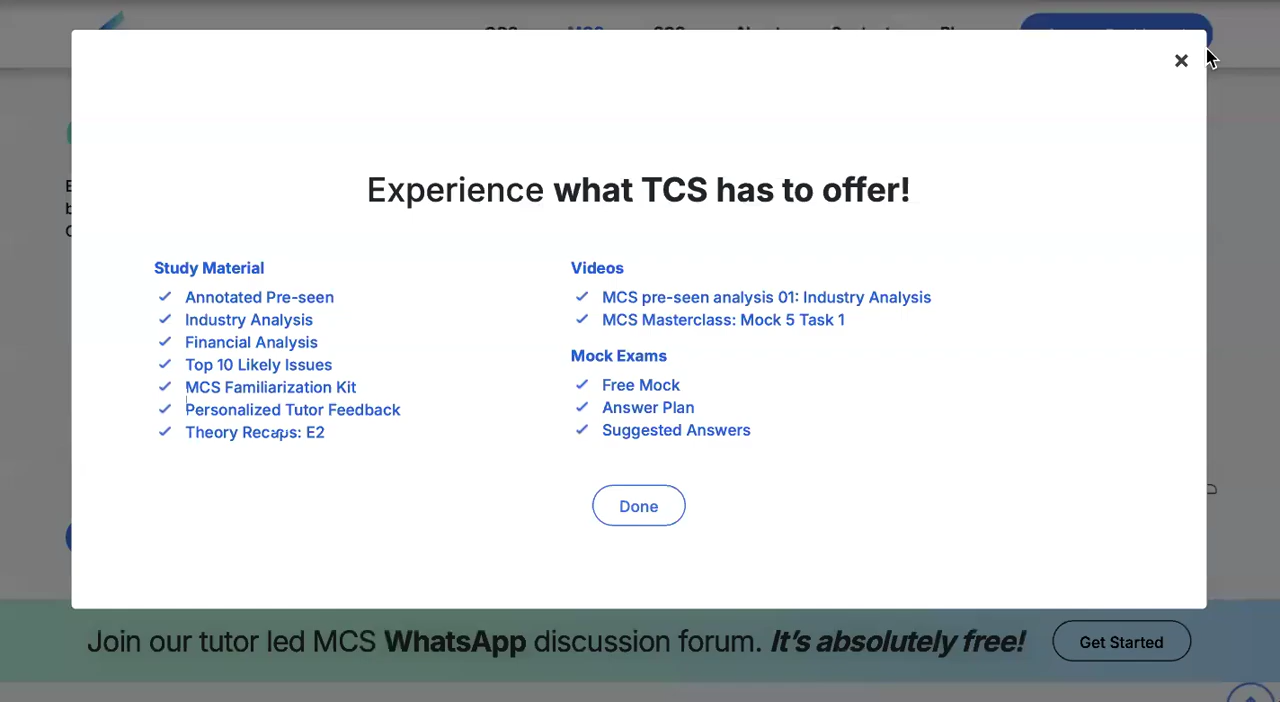 Experience what TCS has to offer!
Study Material
Annotated Pre-seen
Industry Analysis
Financial Analysis
Top 10 Likely Issues
MCS Familiarization Kit
Personalized Tutor Feedback
Theory Recaps: E2
Videos
MCS pre-seen analysis 01: Industry Analysis
MCS Masterclass: Mock 5 Task 1
Mock Exams
Free Mock
Answer Plan
Suggested Answers
Done
Join our tutor led MCS WhatsApp discussion forum. It's absolutely free!
Get Started